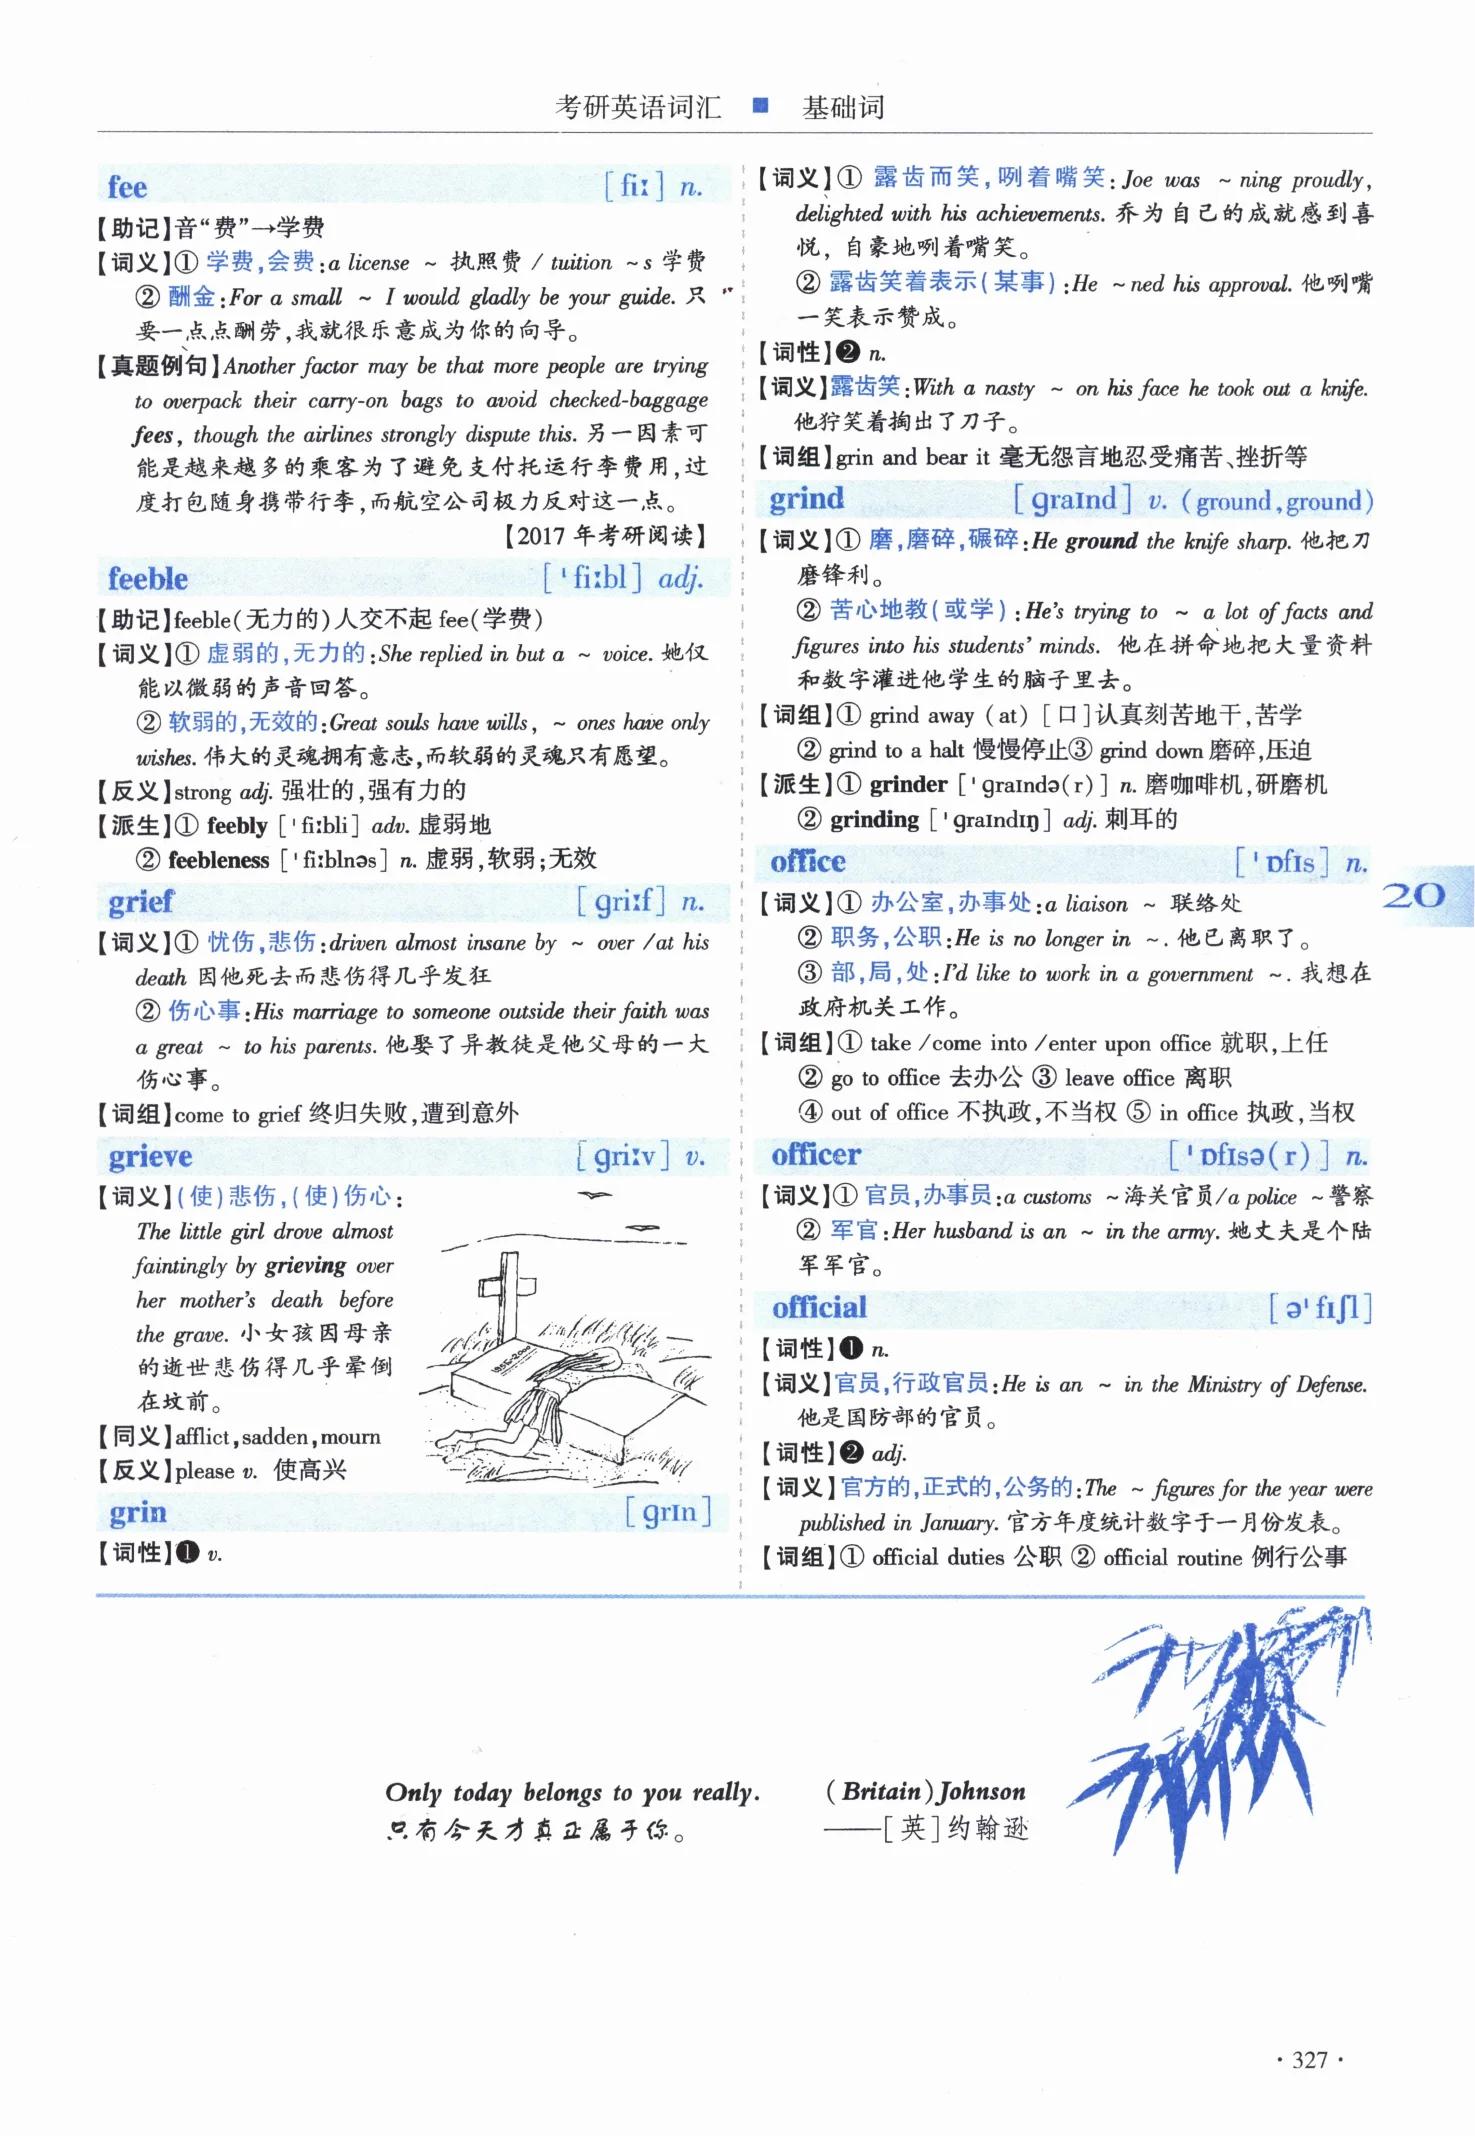 考研英语词汇 ■ 基础词
fee [fiː] n.
【助记】音“费”→学费
【词义】① 学费,会费:a license ~ 执照费 / tuition ~s 学费
② 酬金:For a small ~ I would gladly be your guide. 只
要一点点酬劳,我就很乐意成为你的向导。
【真题例句】Another factor may be that more people are trying
to overpack their carry-on bags to avoid checked-baggage
fees, though the airlines strongly dispute this. 另一因素可
能是越来越多的乘客为了避免支付托运行李费用,过
度打包随身携带行李,而航空公司极力反对这一点。
【2017 年考研阅读】
feeble [ˈfiːbl] adj.
【助记】feeble(无力的)人交不起 fee(学费)
【词义】① 虚弱的,无力的:She replied in but a ~ voice. 她仅
能以微弱的声音回答。
② 软弱的,无效的:Great souls have wills, ~ ones have only
wishes. 伟大的灵魂拥有意志,而软弱的灵魂只有愿望。
【反义】strong adj. 强壮的,强有力的
【派生】① feebly [ˈfiːbli] adv. 虚弱地
② feebleness [ˈfiːblnəs] n. 虚弱,软弱;无效
grief [ɡriːf] n.
【词义】① 忧伤,悲伤:driven almost insane by ~ over /at his
death 因他死去而悲伤得几乎发狂
② 伤心事:His marriage to someone outside their faith was
a great ~ to his parents. 他娶了异教徒是他父母的一大
伤心事。
【词组】come to grief 终归失败,遭到意外
grieve [ɡriːv] v.
【词义】(使)悲伤,(使)伤心:
The little girl drove almost
faintingly by grieving over
her mother's death before
the grave. 小女孩因母亲
的逝世悲伤得几乎晕倒
在坟前。
【同义】afflict,sadden,mourn
【反义】please v. 使高兴
grin [ɡrɪn]
【词性】❶ v.
【词义】① 露齿而笑,咧着嘴笑:Joe was ~ ning proudly,
delighted with his achievements. 乔为自己的成就感到喜
悦, 自豪地咧着嘴笑。
② 露齿笑着表示(某事):He ~ned his approval. 他咧嘴
一笑表示赞成。
【词性】❷ n.
【词义】露齿笑:With a nasty ~ on his face he took out a knife.
他狞笑着掏出了刀子。
【词组】grin and bear it 毫无怨言地忍受痛苦、挫折等
grind [ɡraɪnd] v. (ground,ground)
【词义】① 磨,磨碎,碾碎:He ground the knife sharp. 他把刀
磨锋利。
② 苦心地教(或学):He's trying to ~ a lot of facts and
figures into his students' minds. 他在拼命地把大量资料
和数字灌进他学生的脑子里去。
【词组】① grind away (at) [口]认真刻苦地干,苦学
② grind to a halt 慢慢停止③ grind down 磨碎,压迫
【派生】① grinder [ˈɡraɪndə(r)] n. 磨咖啡机,研磨机
② grinding [ˈɡraɪndɪŋ] adj. 刺耳的
office [ˈɒfɪs] n.
【词义】① 办公室,办事处:a liaison ~ 联络处
② 职务,公职:He is no longer in ~. 他已离职了。
③ 部,局,处:I'd like to work in a government ~. 我想在
政府机关工作。
【词组】① take /come into /enter upon office 就职,上任
② go to office 去办公 ③ leave office 离职
④ out of office 不执政,不当权 ⑤ in office 执政,当权
officer [ˈɒfɪsə(r)] n.
【词义】① 官员,办事员:a customs ~海关官员/a police ~警察
② 军官:Her husband is an ~ in the army. 她丈夫是个陆
军军官。
official [əˈfɪʃl]
【词性】❶ n.
【词义】官员,行政官员:He is an ~ in the Ministry of Defense.
他是国防部的官员。
【词性】❷ adj.
【词义】官方的,正式的,公务的:The ~ figures for the year were
published in January. 官方年度统计数字于一月份发表。
【词组】① official duties 公职 ② official routine 例行公事
20
Only today belongs to you really. (Britain)Johnson
只有今天才真正属于你。 ——[英]约翰逊
· 327 ·